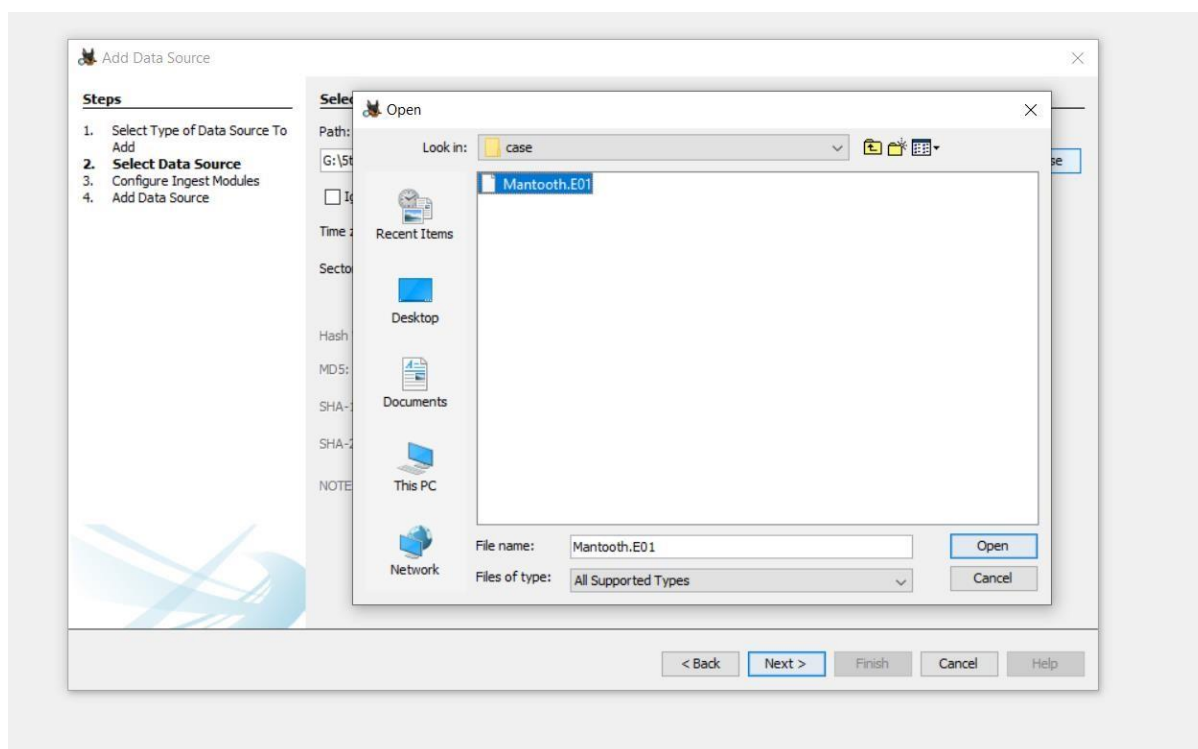 Add Data Source
Steps
1. Select Type of Data Source To
Add
2. Select Data Source
3. Configure Ingest Modules
4. Add Data Source
Path:
G:\5t
Time z
Hash
MD5:
SHA-1
SHA-2
NOTE
Open
Look in: case
Mantooth.E01
Recent Items
Desktop
Documents
This PC
Network
File name: Mantooth.E01
Open
Files of type: All Supported Types
Cancel
< Back Next > Finish Cancel Help